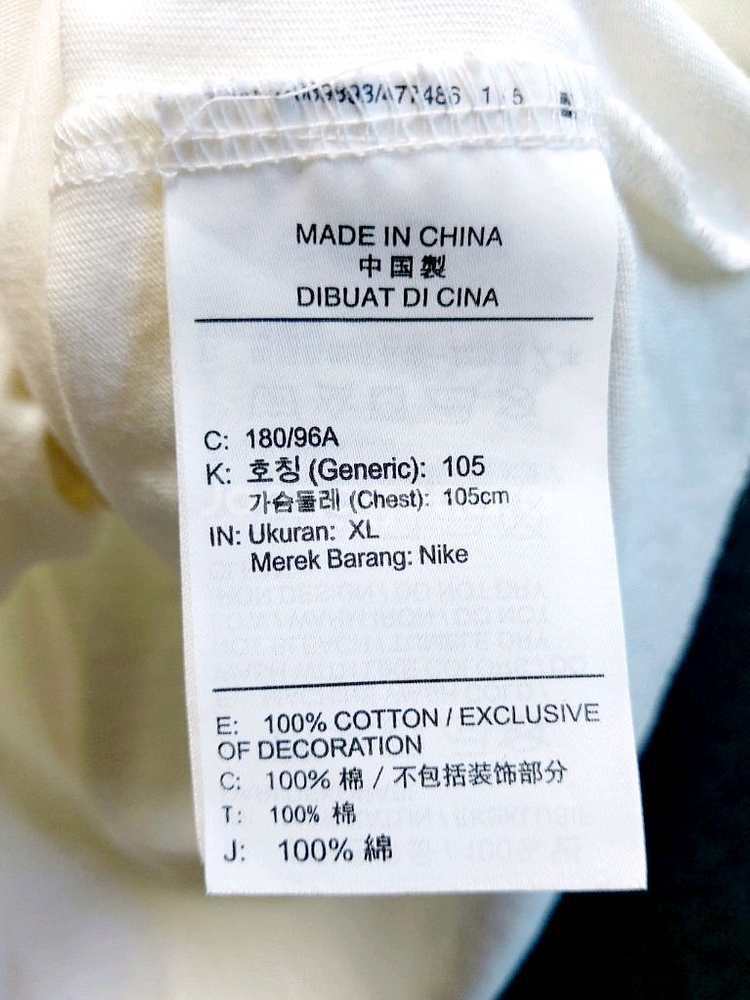 MADE IN CHINA
中国製
DIBUAT DI CINA
C: 180/96A
K: 호칭 (Generic): 105
가슴둘레 (Chest): 105cm
IN: Ukuran: XL
Merek Barang: Nike
E: 100% COTTON / EXCLUSIVE
OF DECORATION
C: 100% 棉 / 不包括装饰部分
T: 100% 棉
J: 100% 綿